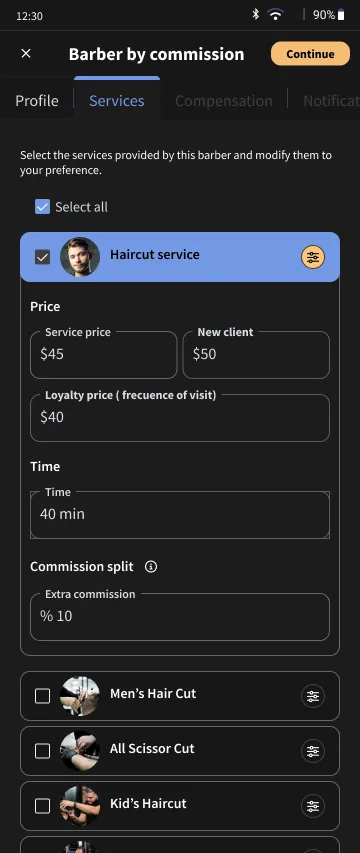 12:30
90%
Barber by commission
Continue
Profile
Services
Compensation
Notificat
Select the services provided by this barber and modify them to
your preference.
Select all
Haircut service
Price
Service price
$45
New client
$50
Loyalty price ( frecuence of visit)
$40
Time
Time
40 min
Commission split
Extra commission
% 10
Men’s Hair Cut
All Scissor Cut
Kid’s Haircut